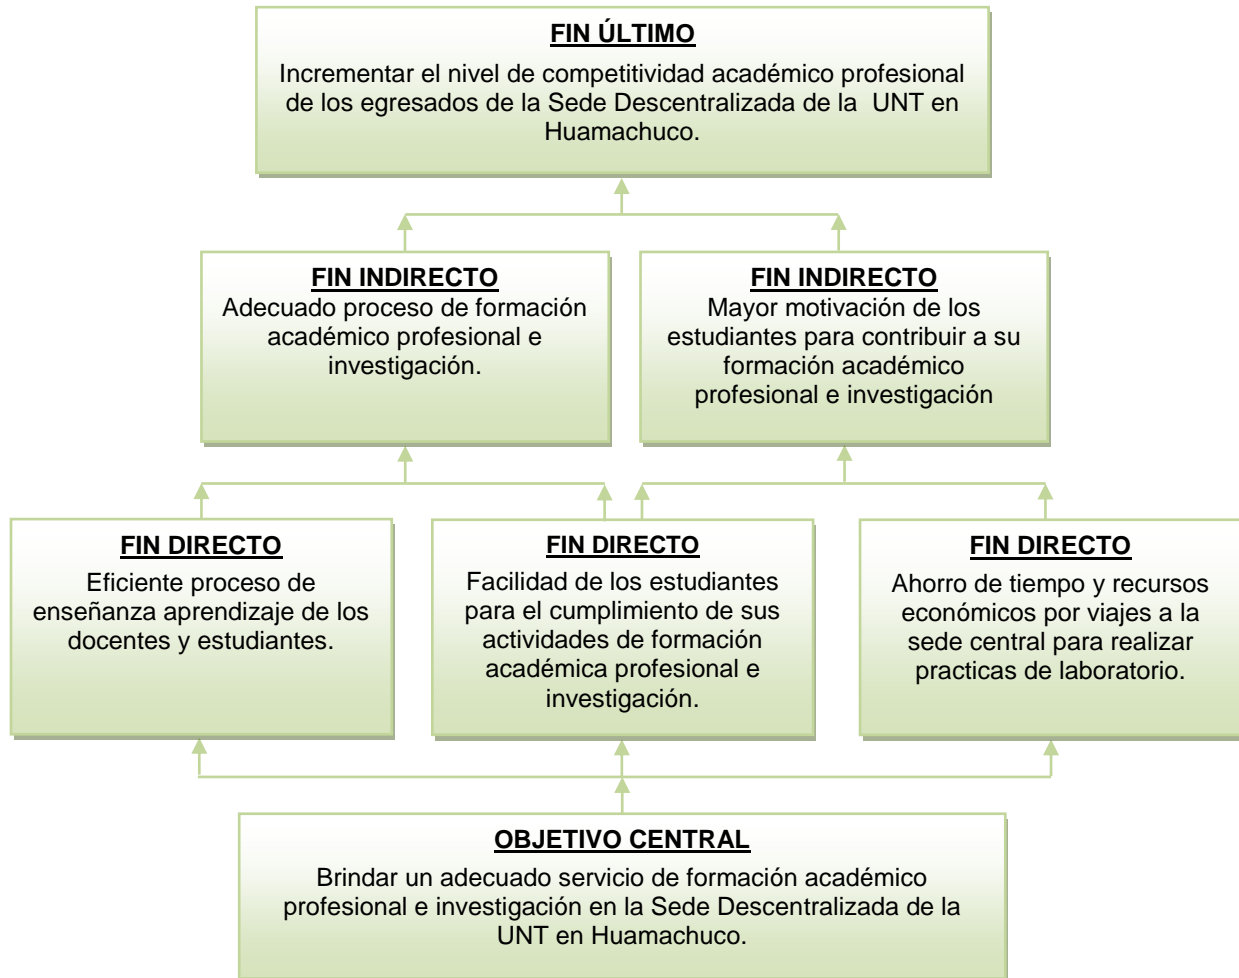 FIN ÚLTIMO
Incrementar el nivel de competitividad académico profesional
de los egresados de la Sede Descentralizada de la  UNT en
Huamachuco.
FIN INDIRECTO
Adecuado proceso de formación
académico profesional e
investigación.
FIN INDIRECTO
Mayor motivación de los
estudiantes para contribuir a su
formación académico
profesional e investigación
FIN DIRECTO
Eficiente proceso de
enseñanza aprendizaje de los
docentes y estudiantes.
FIN DIRECTO
Facilidad de los estudiantes
para el cumplimiento de sus
actividades de formación
académica profesional e
investigación.
FIN DIRECTO
Ahorro de tiempo y recursos
económicos por viajes a la
sede central para realizar
practicas de laboratorio.
OBJETIVO CENTRAL
Brindar un adecuado servicio de formación académico
profesional e investigación en la Sede Descentralizada de la
UNT en Huamachuco.